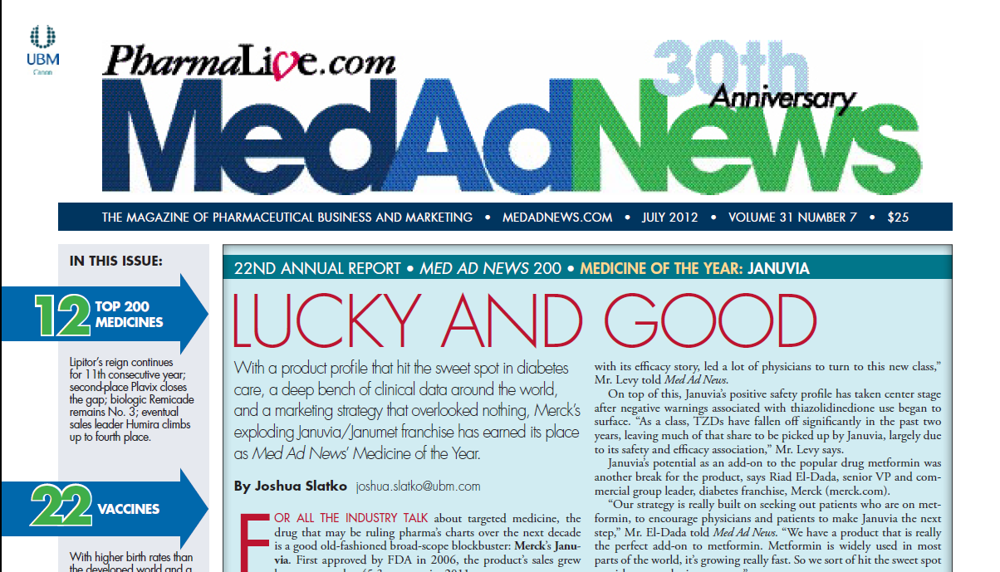 UBM
Canon
PharmaLive.com
30th
Anniversary
MedAdNews
THE MAGAZINE OF PHARMACEUTICAL BUSINESS AND MARKETING • MEDADNEWS.COM • JULY 2012 • VOLUME 31 NUMBER 7 • $25
IN THIS ISSUE:
12 TOP 200
MEDICINES
Lipitor’s reign continues
for 11th consecutive year;
second-place Plavix closes
the gap; biologic Remicade
remains No. 3; eventual
sales leader Humira climbs
up to fourth place.
22 VACCINES
With higher birth rates than
the developed world and a
22ND ANNUAL REPORT • MED AD NEWS 200 • MEDICINE OF THE YEAR: JANUVIA
LUCKY AND GOOD
With a product profile that hit the sweet spot in diabetes
care, a deep bench of clinical data around the world,
and a marketing strategy that overlooked nothing, Merck’s
exploding Januvia/Janumet franchise has earned its place
as Med Ad News’ Medicine of the Year.
By Joshua Slatko joshua.slatko@ubm.com
FOR ALL THE INDUSTRY TALK about targeted medicine, the
drug that may be ruling pharma’s charts over the next decade
is a good old-fashioned broad-scope blockbuster: Merck’s Janu-
via. First approved by FDA in 2006, the product’s sales grew
with its efficacy story, led a lot of physicians to turn to this new class,”
Mr. Levy told Med Ad News.
On top of this, Januvia’s positive safety profile has taken center stage
after negative warnings associated with thiazolidinedione use began to
surface. “As a class, TZDs have fallen off significantly in the past two
years, leaving much of that share to be picked up by Januvia, largely due
to its safety and efficacy association,” Mr. Levy says.
Januvia’s potential as an add-on to the popular drug metformin was
another break for the product, says Riad El-Dada, senior VP and com-
mercial group leader, diabetes franchise, Merck (merck.com).
“Our strategy is really built on seeking out patients who are on met-
formin, to encourage physicians and patients to make Januvia the next
step,” Mr. El-Dada told Med Ad News. “We have a product that is really
the perfect add-on to metformin. Metformin is widely used in most
parts of the world, it’s growing really fast. So we sort of hit the sweet spot